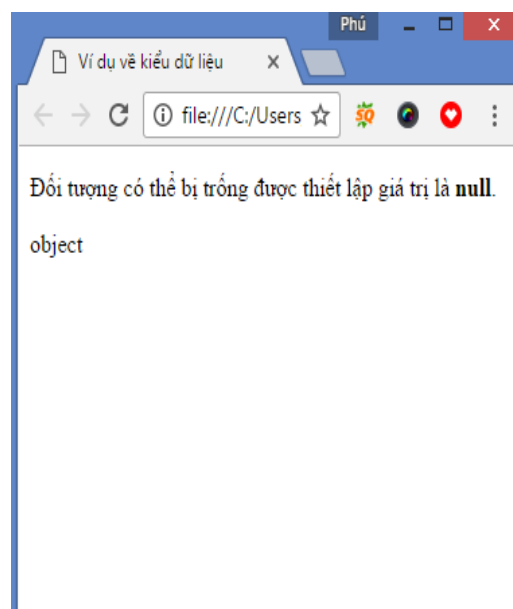 Phú
Ví dụ về kiểu dữ liệu
file:///C:/Users
SQ
Đối tượng có thể bị trống được thiết lập giá trị là null.
object